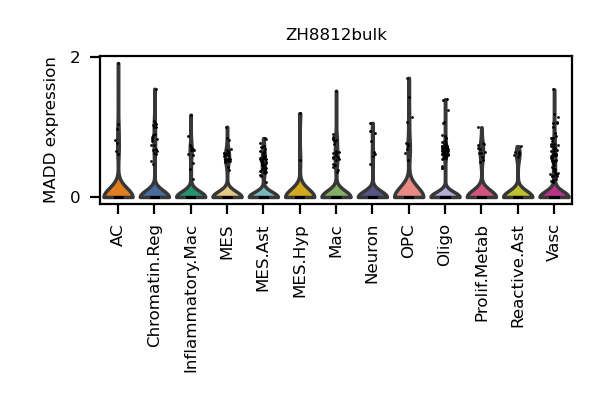 ZH8812bulk
MADD expression
2
0
AC
Chromatin.Reg
Inflammatory.Mac
MES
MES.Ast
MES.Hyp
Mac
Neuron
OPC
Oligo
Prolif.Metab
Reactive.Ast
Vasc